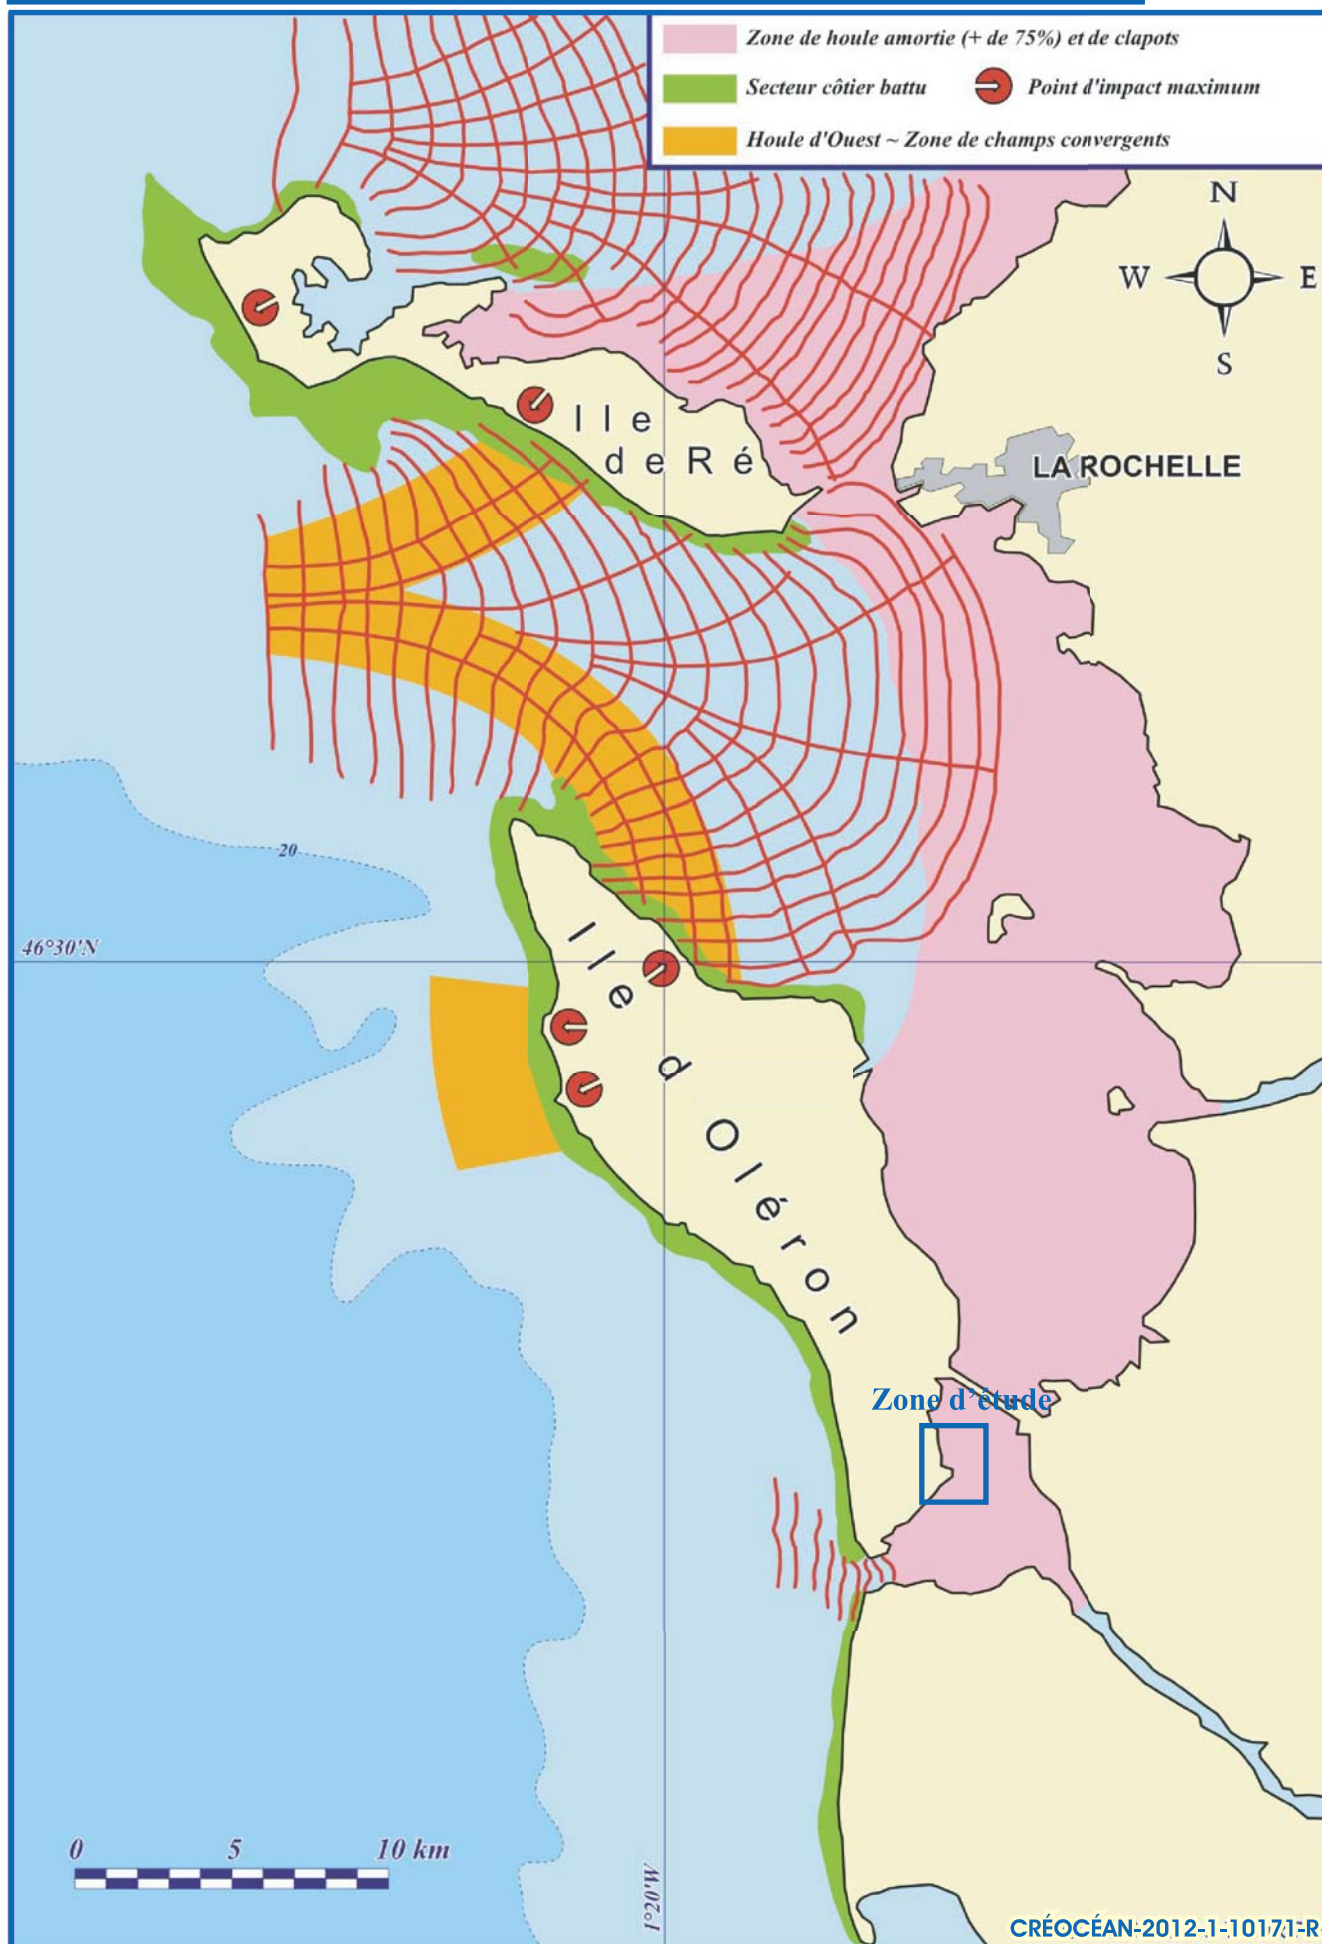 Zone de houle amortie (+ de 75%) et de clapots
Secteur côtier battu
Point d'impact maximum
Houle d'Ouest ~ Zone de champs convergents
N
W
E
S
Ile
de Ré
LA ROCHELLE
20
46°30'N
Ile d Oléron
Zone d'étude
0 5 10 km
1°20'W
CRÉOCÉAN-2012-1-10171-R